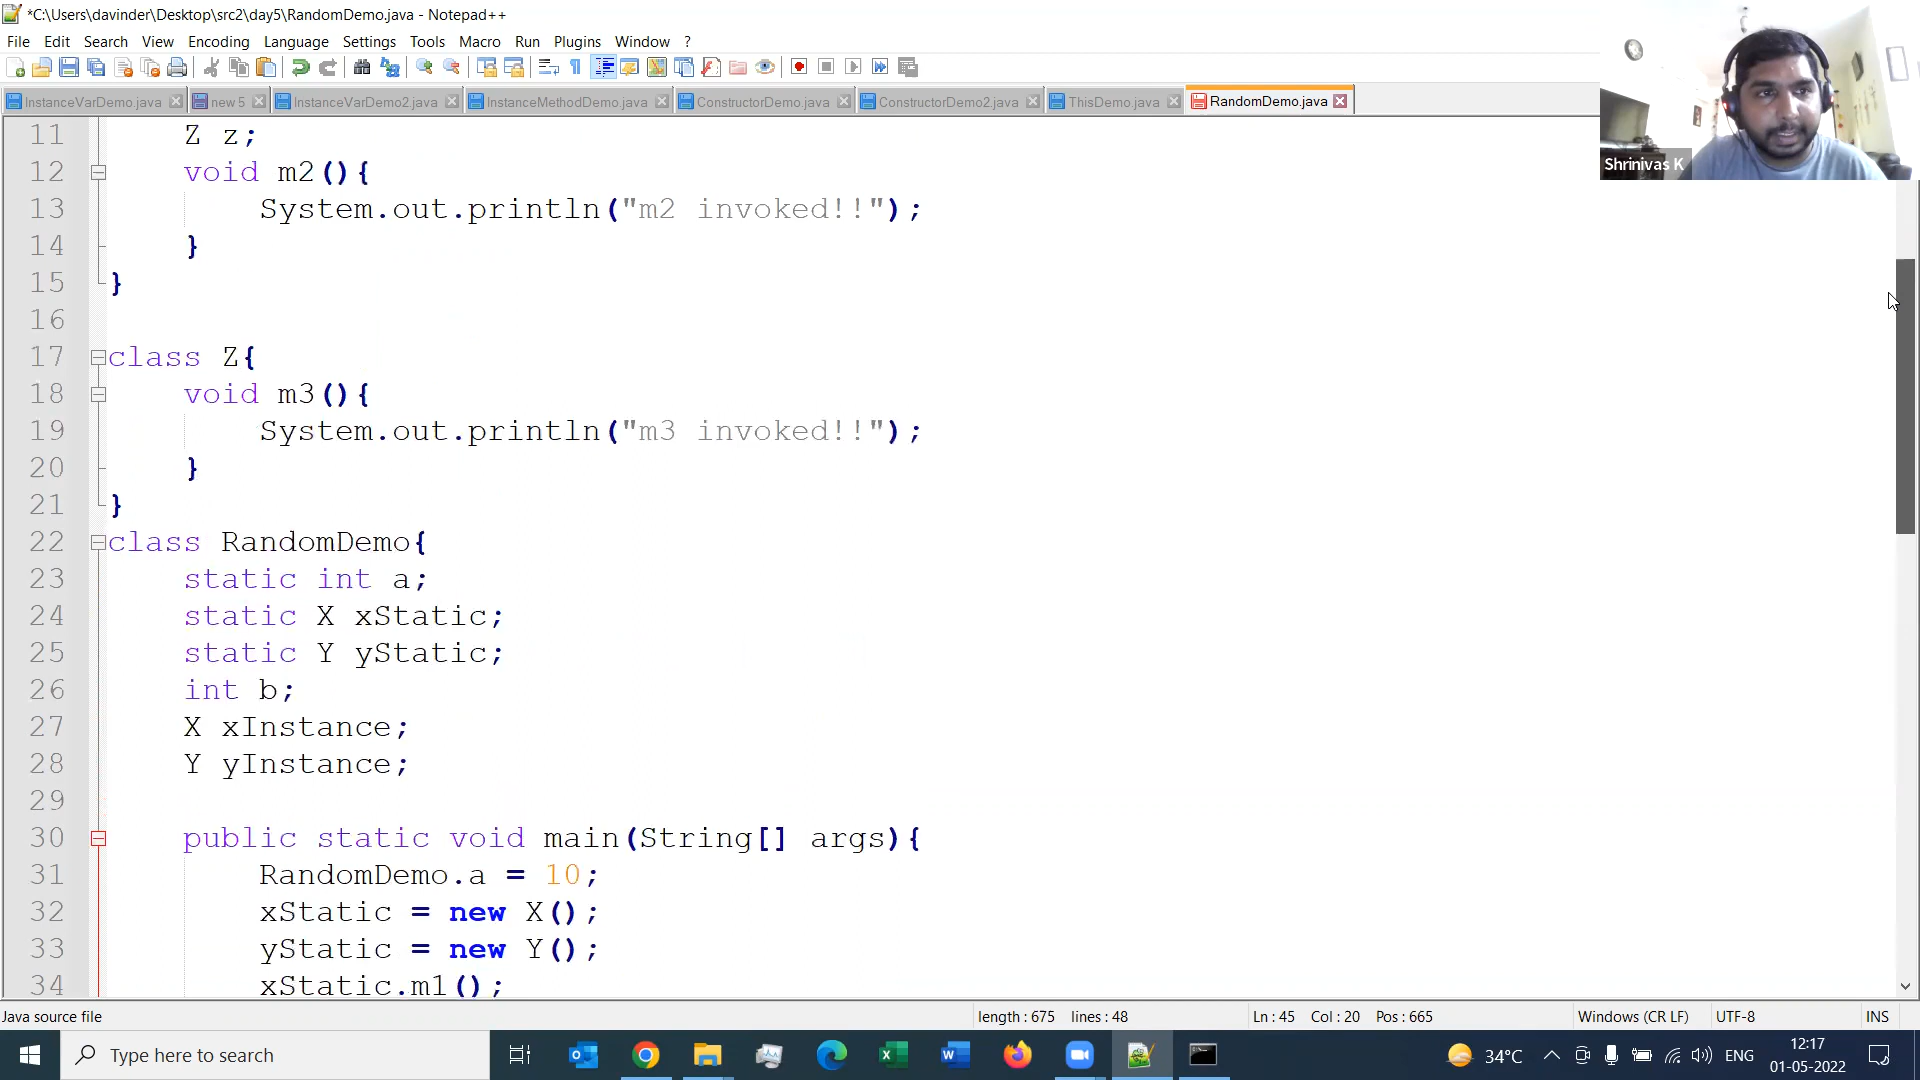 *C:\Users\davinder\Desktop\src2\day5\RandomDemo.java - Notepad++
File Edit Search View Encoding Language Settings Tools Macro Run Plugins Window ?
InstanceVarDemo.java new 5 InstanceVarDemo2.java InstanceMethodDemo.java ConstructorDemo.java ConstructorDemo2.java ThisDemo.java RandomDemo.java
Shrinivas K
11 Z z;
12 void m2(){
13 System.out.println("m2 invoked!!");
14 }
15 }
16
17 class Z{
18 void m3(){
19 System.out.println("m3 invoked!!");
20 }
21 }
22 class RandomDemo{
23 static int a;
24 static X xStatic;
25 static Y yStatic;
26 int b;
27 X xInstance;
28 Y yInstance;
29
30 public static void main(String[] args){
31 RandomDemo.a = 10;
32 xStatic = new X();
33 yStatic = new Y();
34 xStatic.m1();
Java source file length : 675 lines : 48 Ln : 45 Col : 20 Pos : 665 Windows (CR LF) UTF-8 INS
Type here to search 34°C ENG 12:17
01-05-2022